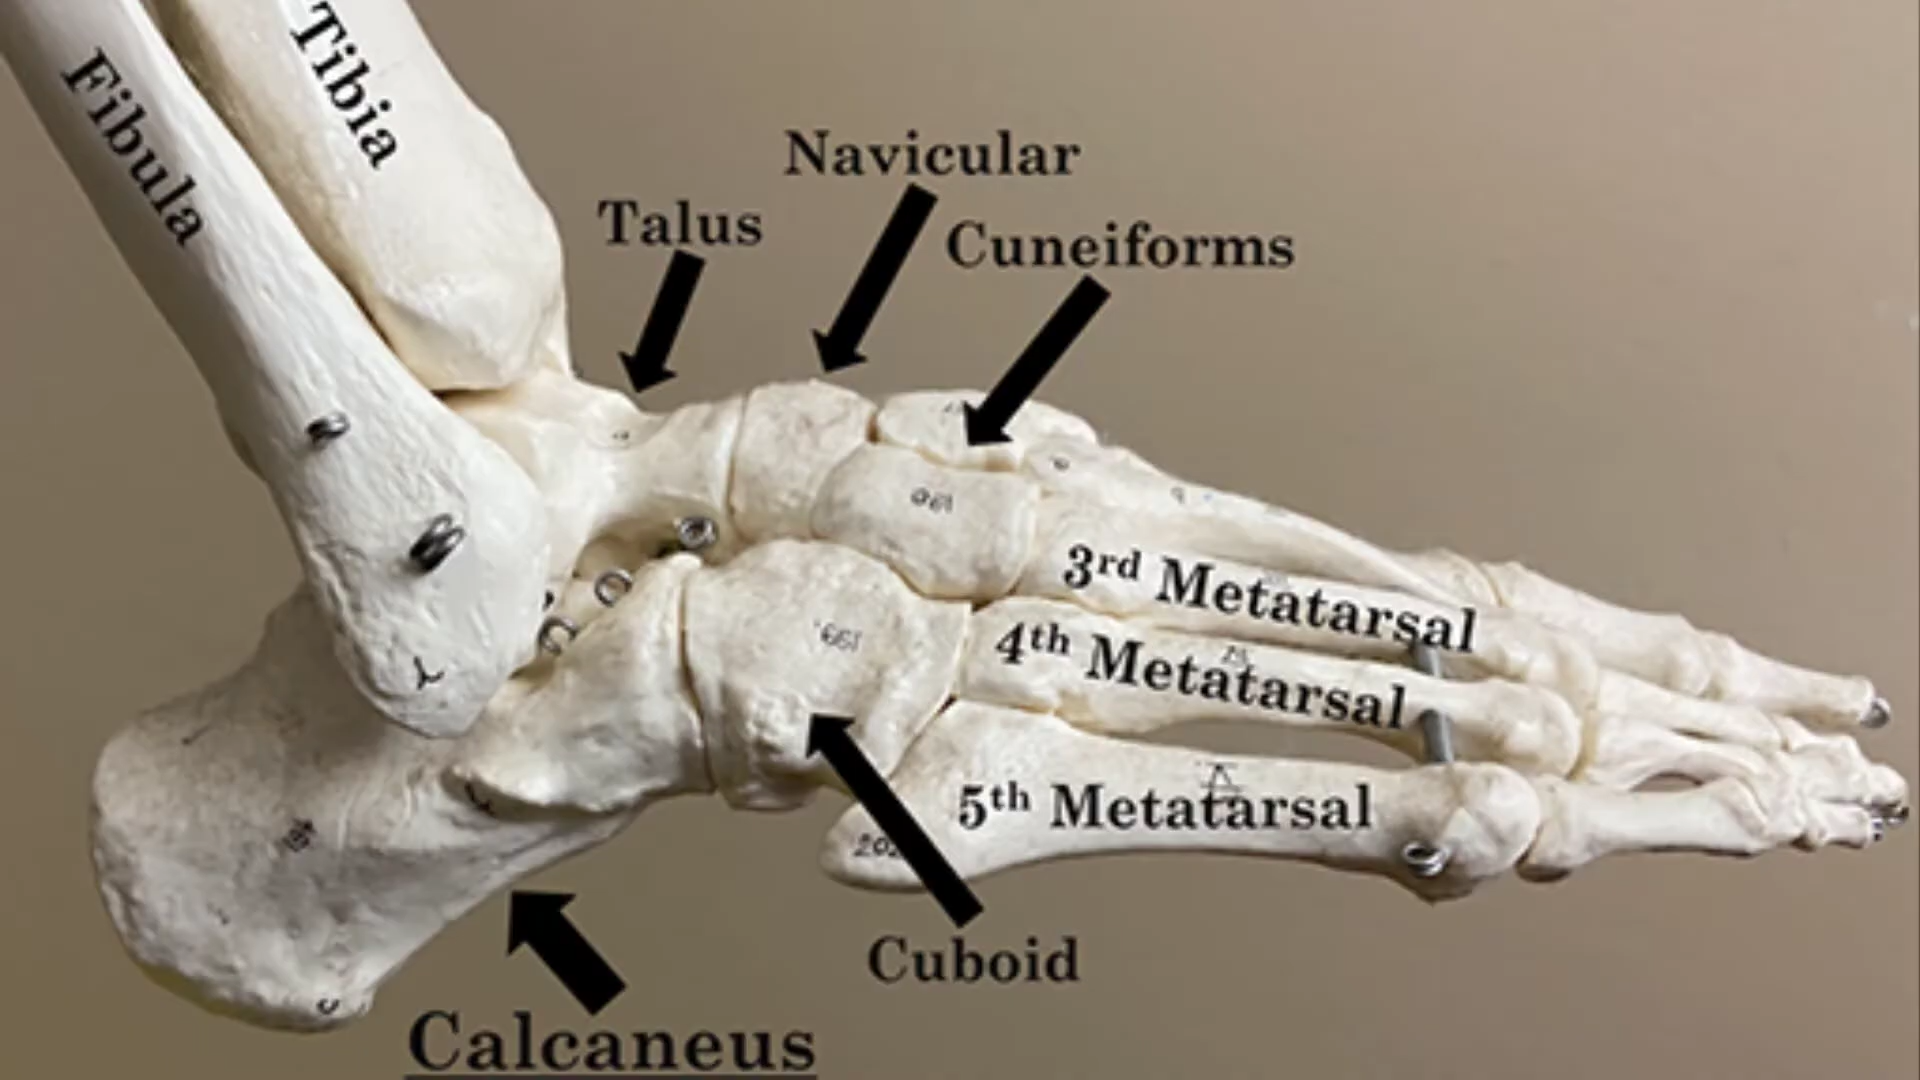 Tibia
Fibula
Navicular
Talus
Cuneiforms
3rd Metatarsal
4th Metatarsal
5th Metatarsal
Cuboid
Calcaneus